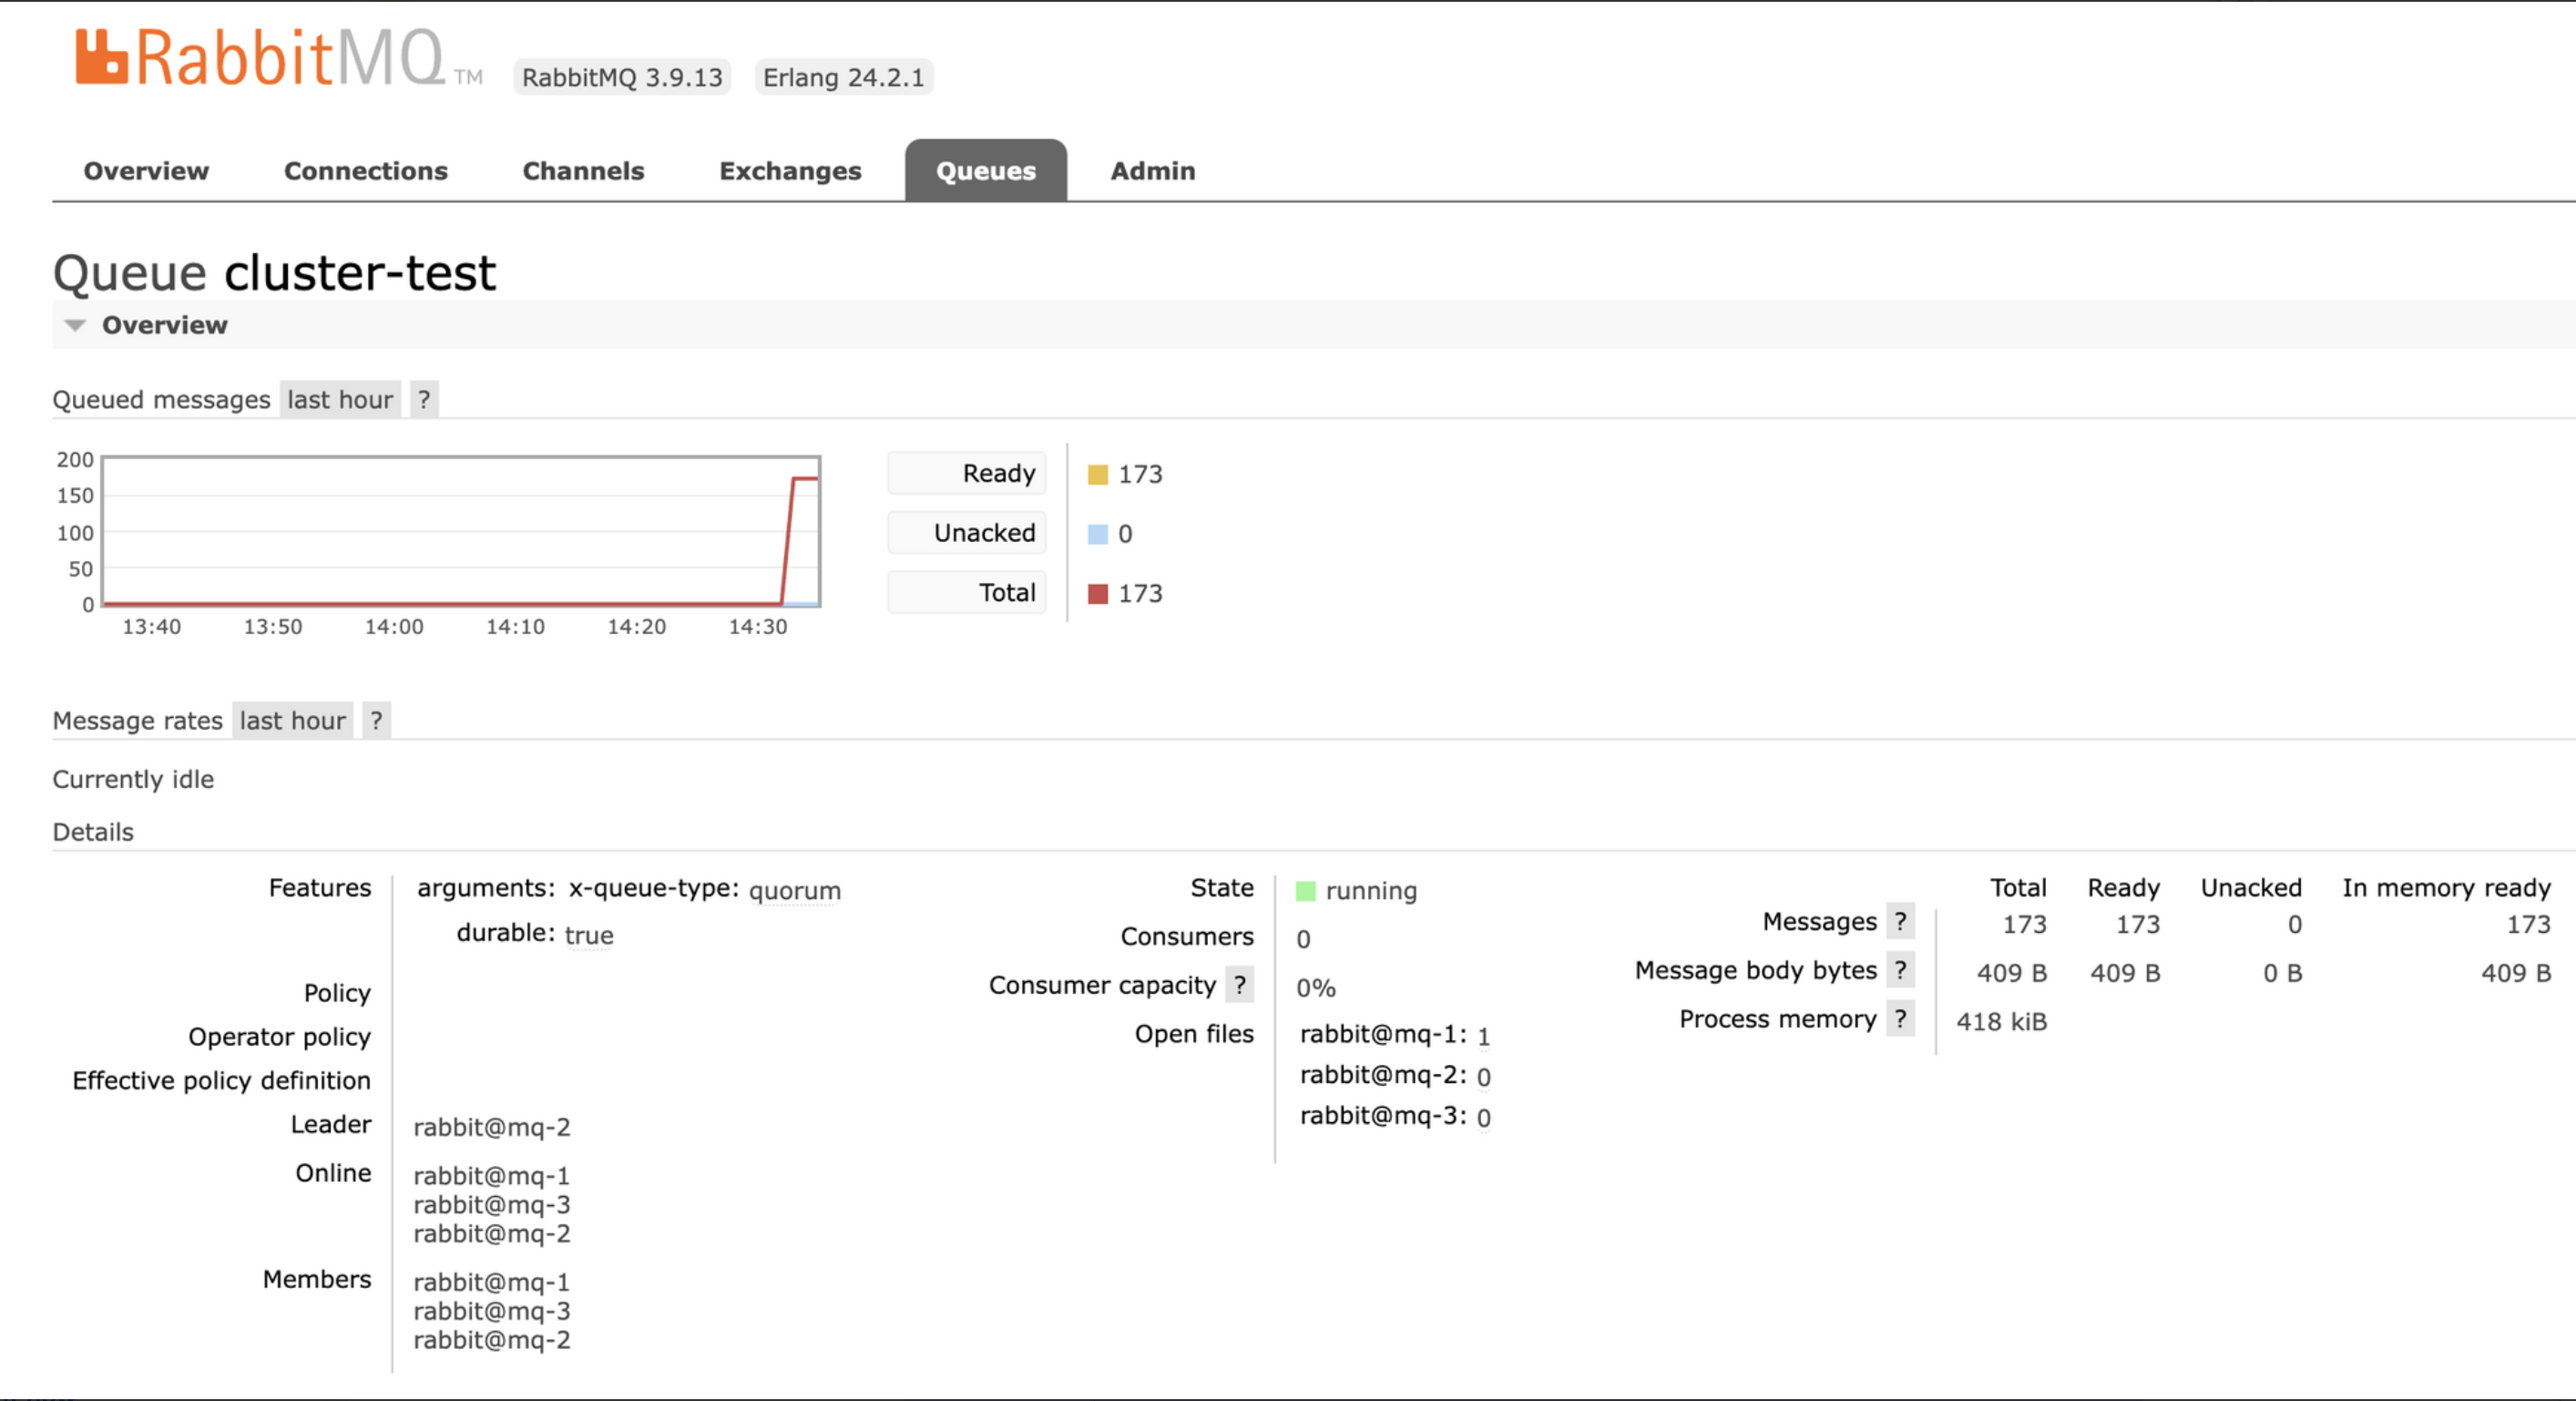 RabbitMQ TM RabbitMQ 3.9.13 Erlang 24.2.1
Overview Connections Channels Exchanges Queues Admin
Queue cluster-test
Overview
Queued messages last hour ?
200
150
100
50
0
13:40 13:50 14:00 14:10 14:20 14:30
Ready 173
Unacked 0
Total 173
Message rates last hour ?
Currently idle
Details
Features arguments: x-queue-type: quorum
durable: true
Policy
Operator policy
Effective policy definition
Leader rabbit@mq-2
Online rabbit@mq-1
rabbit@mq-3
rabbit@mq-2
Members rabbit@mq-1
rabbit@mq-3
rabbit@mq-2
State running
Consumers 0
Consumer capacity ? 0%
Open files rabbit@mq-1: 1
rabbit@mq-2: 0
rabbit@mq-3: 0
Total Ready Unacked In memory ready
Messages ? 173 173 0 173
Message body bytes ? 409 B 409 B 0 B 409 B
Process memory ? 418 kiB